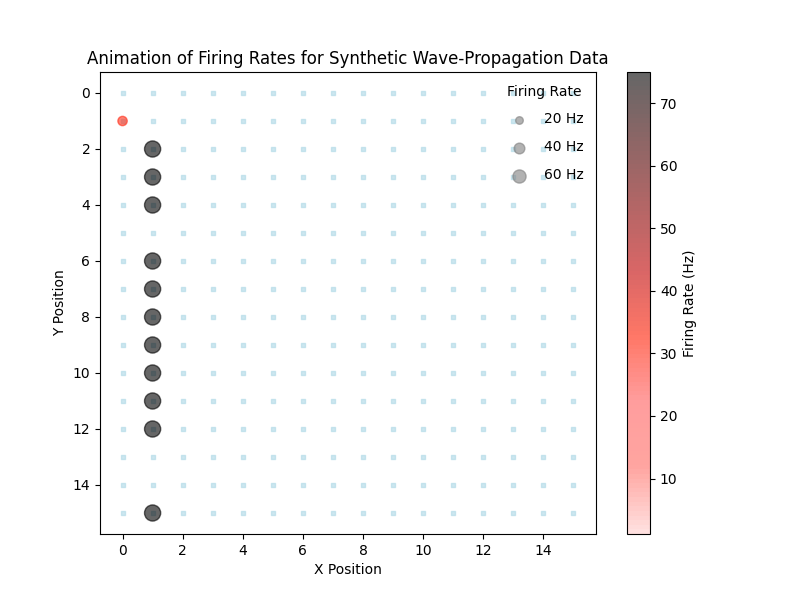 Animation of Firing Rates for Synthetic Wave-Propagation Data
Y Position
0
2
4
6
8
10
12
14
0 2 4 6 8 10 12 14
X Position
Firing Rate
20 Hz
40 Hz
60 Hz
70
60
50
40
30
20
10
Firing Rate (Hz)